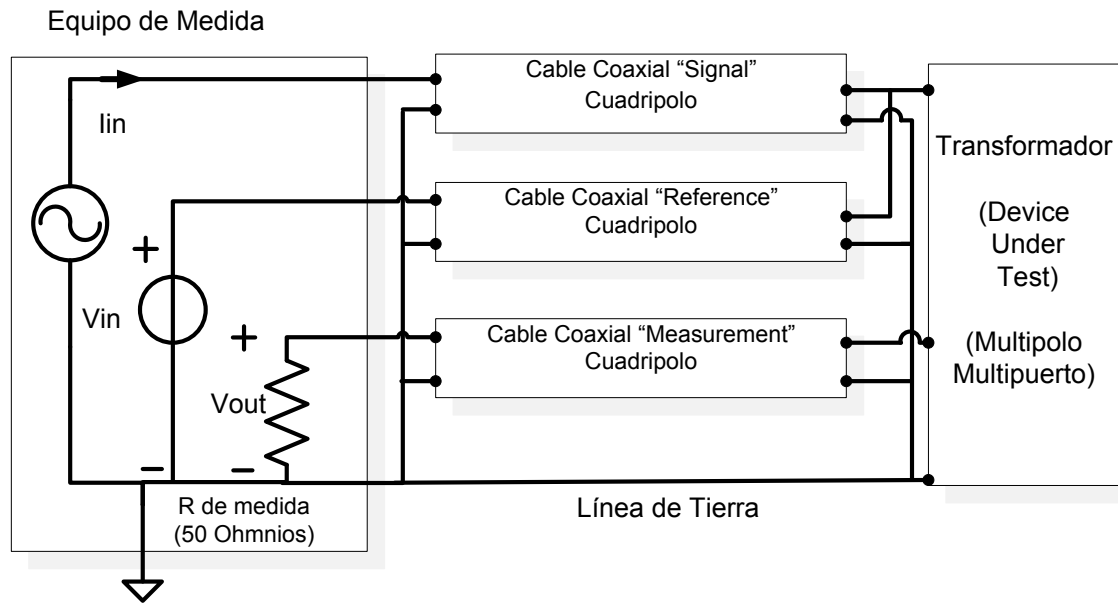 Equipo de Medida
Iin
+
Vin
−
+
Vout
−
R de medida
(50 Ohmnios)
Cable Coaxial “Signal”
Cuadripolo
Cable Coaxial “Reference”
Cuadripolo
Cable Coaxial “Measurement”
Cuadripolo
Línea de Tierra
Transformador
(Device
Under
Test)
(Multipolo
Multipuerto)